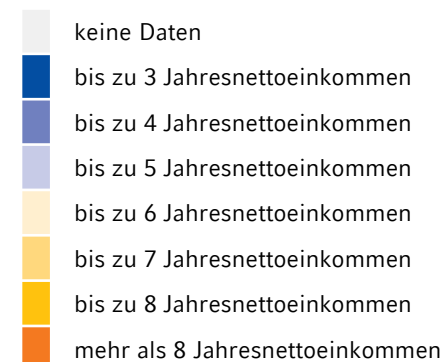 keine Daten
bis zu 3 Jahresnettoeinkommen
bis zu 4 Jahresnettoeinkommen
bis zu 5 Jahresnettoeinkommen
bis zu 6 Jahresnettoeinkommen
bis zu 7 Jahresnettoeinkommen
bis zu 8 Jahresnettoeinkommen
mehr als 8 Jahresnettoeinkommen